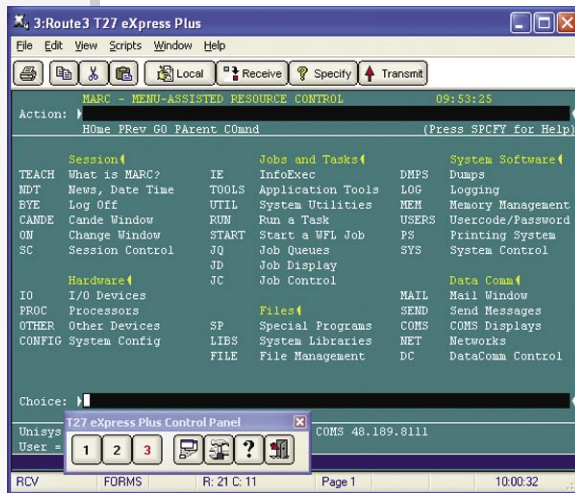 3:Route3 T27 eXpress Plus
File Edit View Scripts Window Help
Local Receive Specify Transmit
MARC - MENU-ASSISTED RESOURCE CONTROL 09:53:25
Action:
HOme PRev GO PArent COmnd (Press SPCFY for Help)
Session Jobs and Tasks System Software
TEACH What is MARC? IE InfoExec DMPS Dumps
NDT News, Date Time TOOLS Application Tools LOG Logging
BYE Log Off UTIL System Utilities MEM Memory Management
CANDE Cande Window RUN Run a Task USERS Usercode/Password
ON Change Window START Start a WFL Job PS Printing System
SC Session Control JQ Job Queues SYS System Control
JD Job Display
Hardware JC Job Control Data Comm
IO I/O Devices MAIL Mail Window
PROC Processors Files SEND Send Messages
OTHER Other Devices SP Special Programs COMS COMS Displays
CONFIG System Config LIBS System Libraries NET Networks
FILE File Management DC DataComm Control
Choice:
T27 eXpress Plus Control Panel
Unisys COMS 48.189.8111
User =
1 2 3 ?
RCV FORMS R: 21 C: 11 Page 1 10:00:32